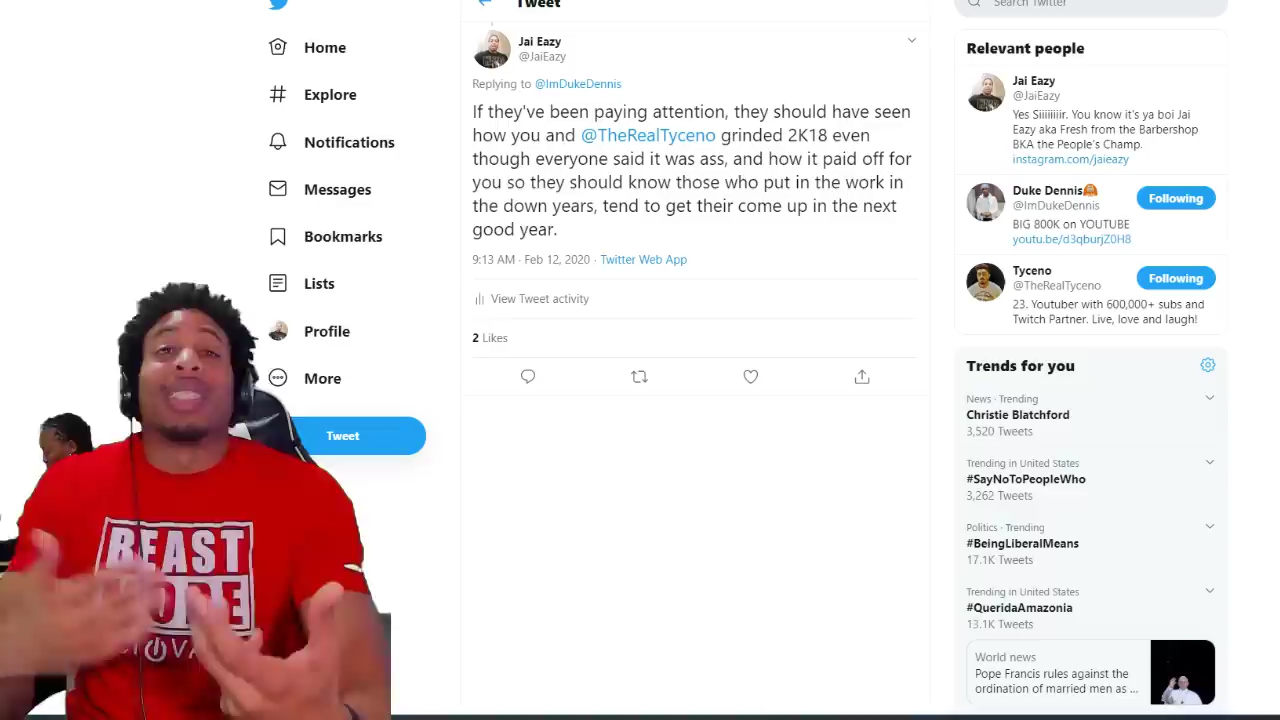 Home
Explore
Notifications
Messages
Bookmarks
Lists
Profile
More
Tweet
Tweet
Jai Eazy
@JaiEazy
Replying to @ImDukeDennis
If they've been paying attention, they should have seen
how you and @TheRealTyceno grinded 2K18 even
though everyone said it was ass, and how it paid off for
you so they should know those who put in the work in
the down years, tend to get their come up in the next
good year.
9:13 AM · Feb 12, 2020 · Twitter Web App
View Tweet activity
2 Likes
Search Twitter
Relevant people
Jai Eazy
@JaiEazy
Yes Siiiiiiiir. You know it's ya boi Jai
Eazy aka Fresh from the Barbershop
BKA the People's Champ.
instagram.com/jaieazy
Duke Dennis
@ImDukeDennis
Following
BIG 800K on YOUTUBE
youtu.be/d3qburjZ0H8
Tyceno
@TheRealTyceno
Following
23. Youtuber with 600,000+ subs and
Twitch Partner. Live, love and laugh!
Trends for you
News · Trending
Christie Blatchford
3,520 Tweets
Trending in United States
#SayNoToPeopleWho
3,262 Tweets
Politics · Trending
#BeingLiberalMeans
17.1K Tweets
Trending in United States
#QueridaAmazonia
13.1K Tweets
World news
Pope Francis rules against the
ordination of married men as ...
BEAST